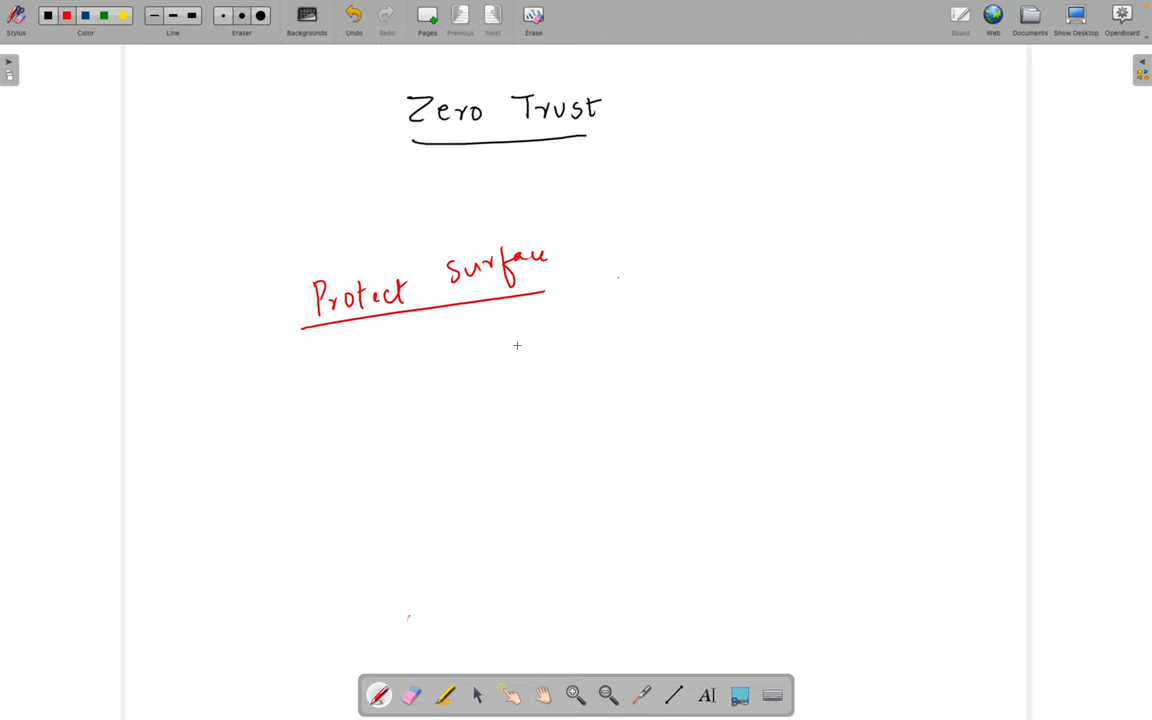 Stylus
Color
Line
Eraser
Backgrounds
Undo
Redo
Pages
Previous
Next
Erase
Board
Web
Documents
Show Desktop
OpenBoard
Zero Trust
Protect Surface